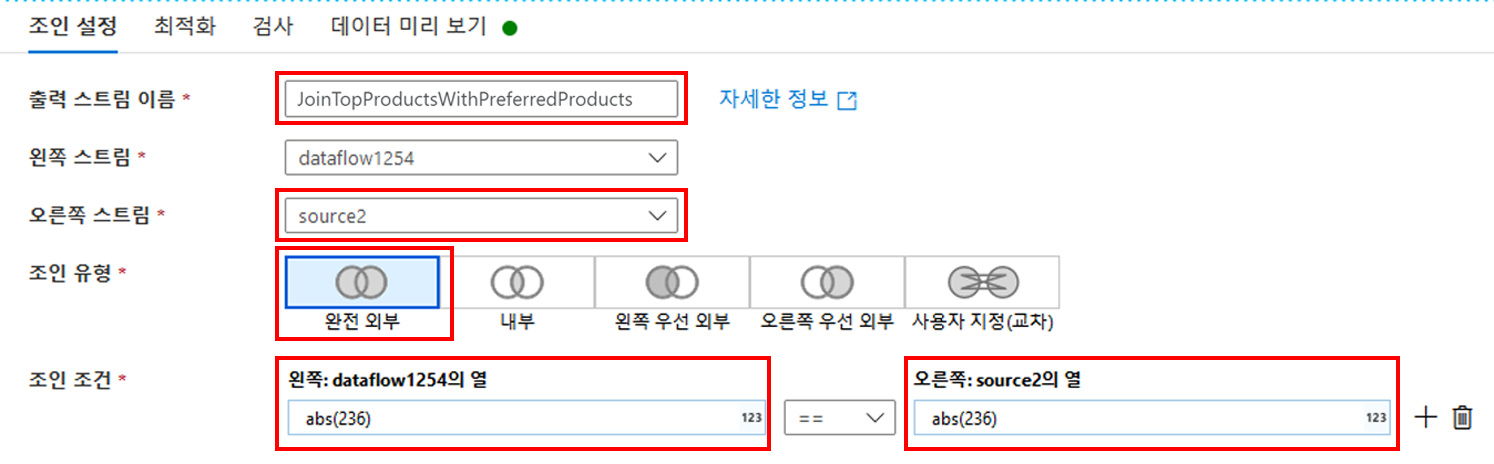 조인 설정 최적화 검사 데이터 미리 보기
출력 스트림 이름 * JoinTopProductsWithPreferredProducts 자세한 정보
왼쪽 스트림 * dataflow1254
오른쪽 스트림 * source2
조인 유형 *
완전 외부 내부 왼쪽 우선 외부 오른쪽 우선 외부 사용자 지정(교차)
조인 조건 * 왼쪽: dataflow1254의 열 오른쪽: source2의 열
abs(236) 123 == abs(236) 123